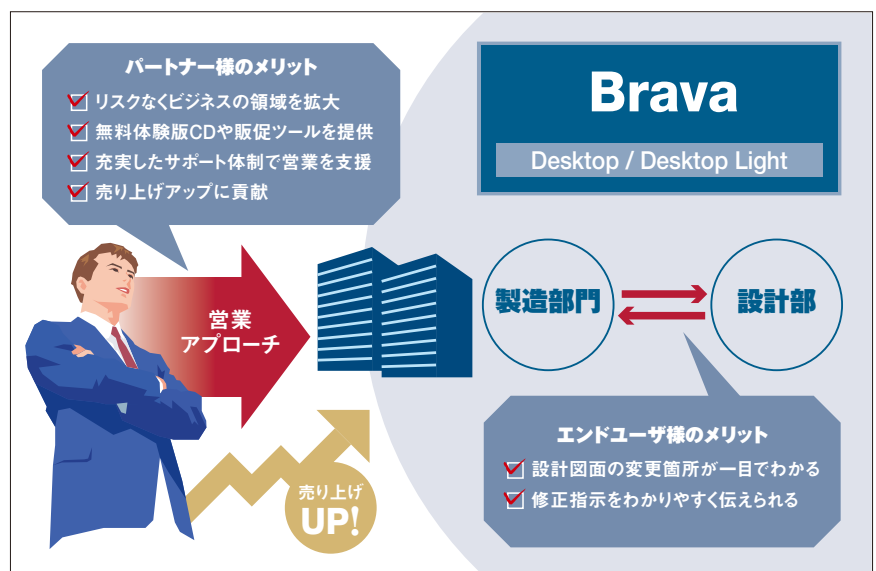 パートナー様のメリット
リスクなくビジネスの領域を拡大
無料体験版CDや販促ツールを提供
充実したサポート体制で営業を支援
売り上げアップに貢献
Brava
Desktop / Desktop Light
営業
アプローチ
製造部門
設計部
売り上げ
UP!
エンドユーザ様のメリット
設計図面の変更箇所が一目でわかる
修正指示をわかりやすく伝えられる